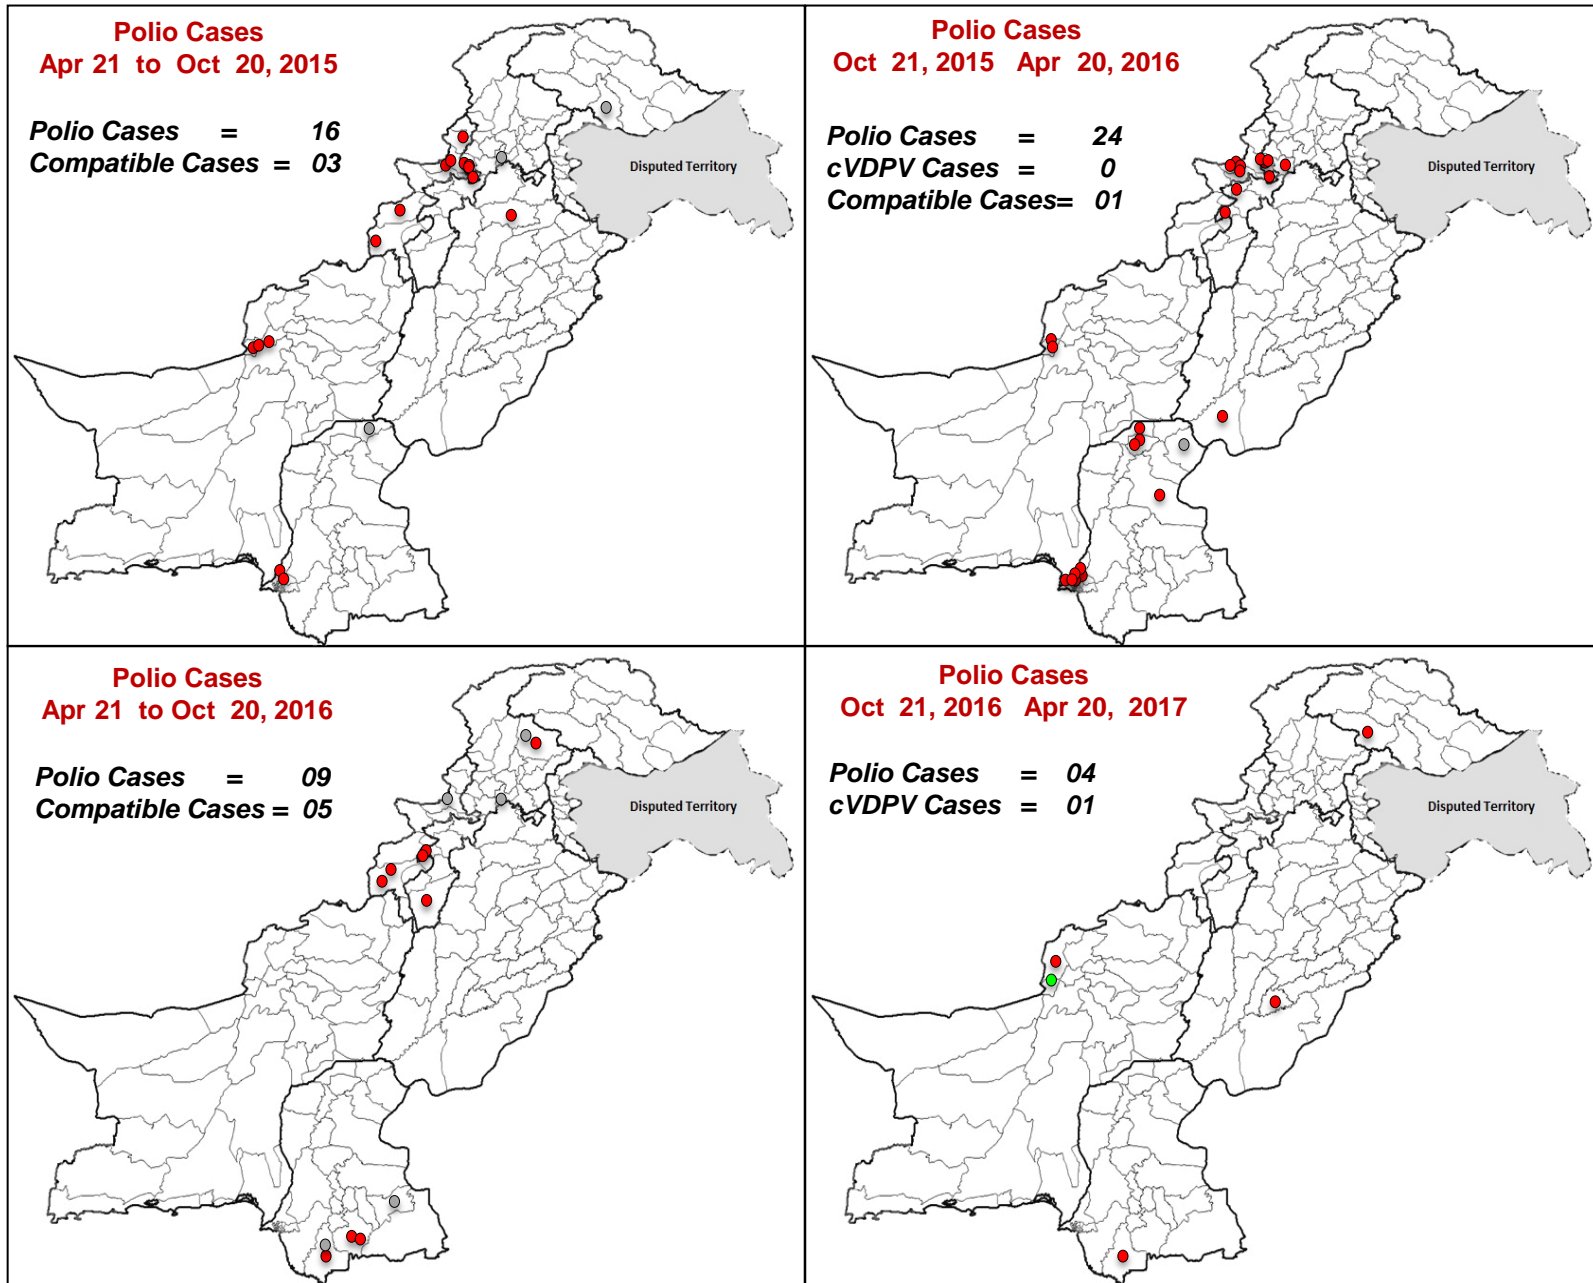 Polio Cases
Apr 21 to Oct 20, 2015
Polio Cases = 16
Compatible Cases = 03
Disputed Territory
Polio Cases
Oct 21, 2015 Apr 20, 2016
Polio Cases = 24
cVDPV Cases = 0
Compatible Cases= 01
Disputed Territory
Polio Cases
Apr 21 to Oct 20, 2016
Polio Cases = 09
Compatible Cases = 05
Disputed Territory
Polio Cases
Oct 21, 2016 Apr 20, 2017
Polio Cases = 04
cVDPV Cases = 01
Disputed Territory